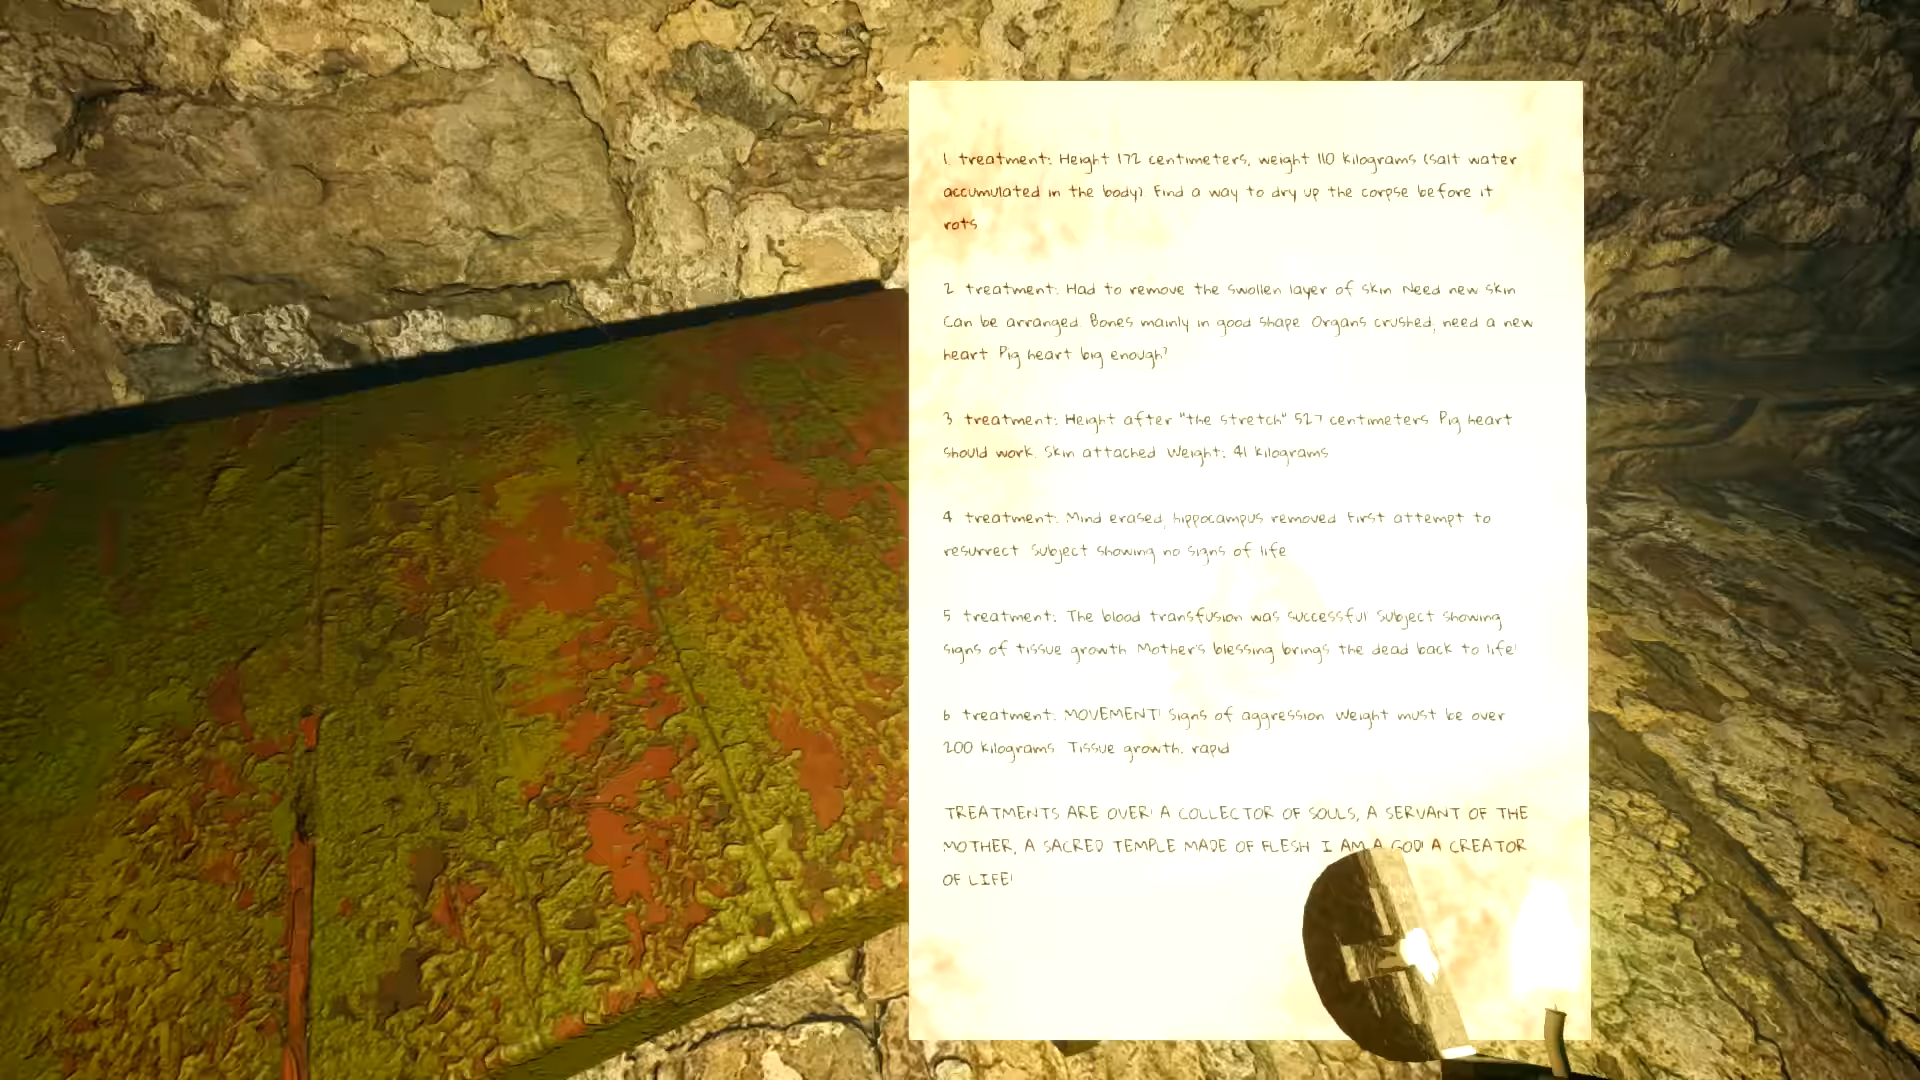 1 treatment: Height 172 centimeters, weight 110 kilograms (salt water
accumulated in the body) Find a way to dry up the corpse before it
rots
2 treatment: Had to remove the swollen layer of skin Need new skin
Can be arranged. Bones mainly in good shape Organs crushed, need a new
heart Pig heart big enough?
3 treatment: Height after "the stretch" 527 centimeters Pig heart
should work. Skin attached Weight: 41 kilograms
4 treatment: Mind erased, hippocampus removed First attempt to
resurrect Subject showing no signs of life
5 treatment: The blood transfusion was successful Subject showing
signs of tissue growth Mother's blessing brings the dead back to life!
6 treatment: MOVEMENT! Signs of aggression Weight must be over
200 kilograms Tissue growth: rapid
TREATMENTS ARE OVER! A COLLECTOR OF SOULS, A SERVANT OF THE
MOTHER, A SACRED TEMPLE MADE OF FLESH I AM A GOD! A CREATOR
OF LIFE!